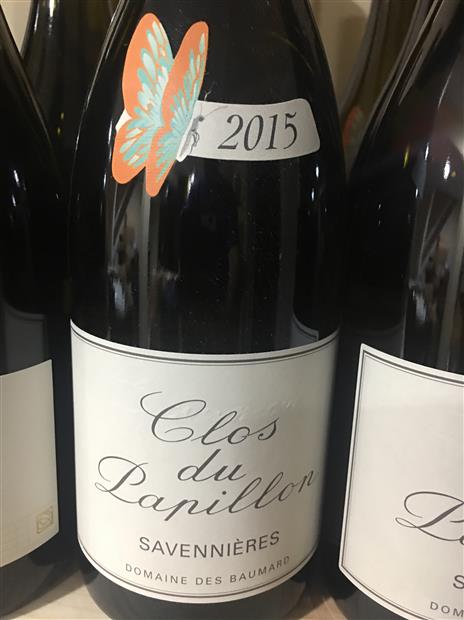 2015
Clos
du
Papillon
SAVENNIÈRES
DOMAINE DES BAUMARD